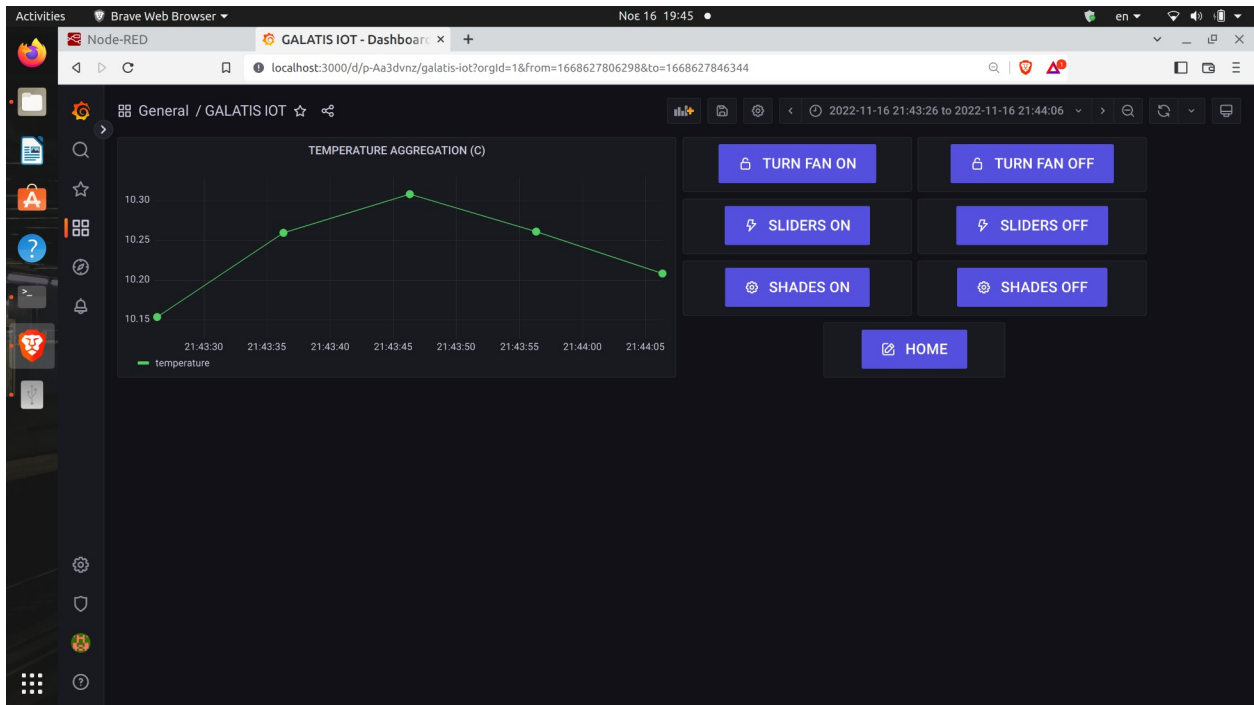 Activities Brave Web Browser Νοε 16 19:45 en
Node-RED GALATIS IOT - Dashboard
localhost:3000/d/p-Aa3dvnz/galatis-iot?orgId=1&from=1668627806298&to=1668627846344
General / GALATIS IOT 2022-11-16 21:43:26 to 2022-11-16 21:44:06
TEMPERATURE AGGREGATION (C)
10.30
10.25
10.20
10.15
21:43:30 21:43:35 21:43:40 21:43:45 21:43:50 21:43:55 21:44:00 21:44:05
temperature
TURN FAN ON TURN FAN OFF
SLIDERS ON SLIDERS OFF
SHADES ON SHADES OFF
HOME